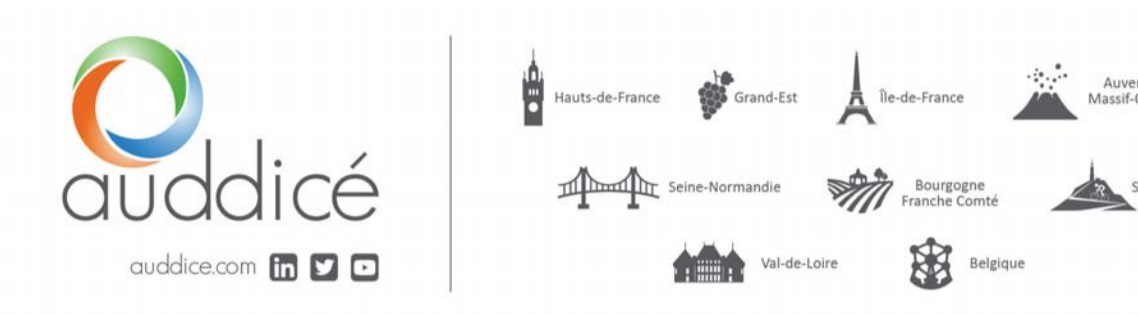 auddicé
auddice.com
Hauts-de-France
Grand-Est
Île-de-France
Seine-Normandie
Bourgogne
Franche Comté
Val-de-Loire
Belgique